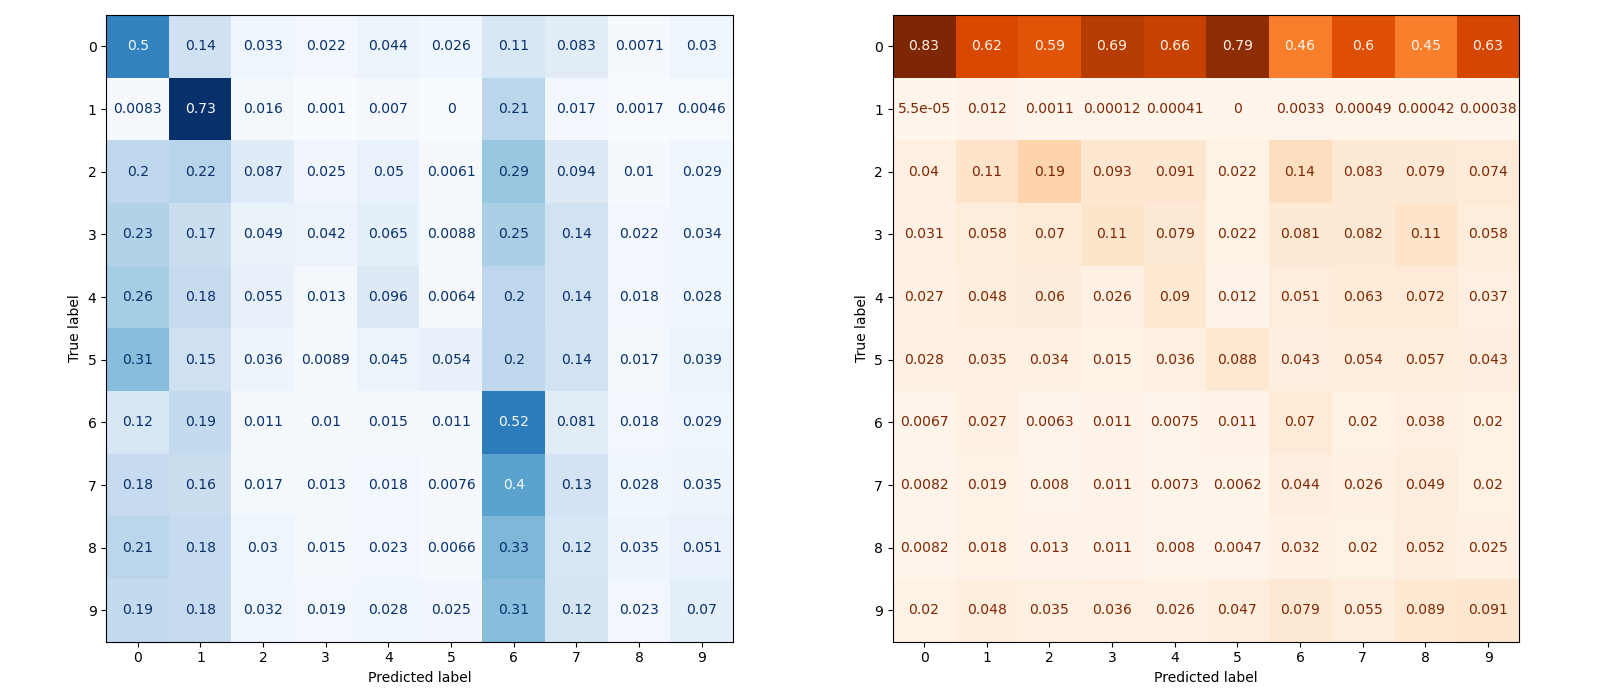 0 0.5 0.14 0.033 0.022 0.044 0.026 0.11 0.083 0.0071 0.03
1 0.0083 0.73 0.016 0.001 0.007 0 0.21 0.017 0.0017 0.0046
2 0.2 0.22 0.087 0.025 0.05 0.0061 0.29 0.094 0.01 0.029
3 0.23 0.17 0.049 0.042 0.065 0.0088 0.25 0.14 0.022 0.034
4 0.26 0.18 0.055 0.013 0.096 0.0064 0.2 0.14 0.018 0.028
True label
5 0.31 0.15 0.036 0.0089 0.045 0.054 0.2 0.14 0.017 0.039
6 0.12 0.19 0.011 0.01 0.015 0.011 0.52 0.081 0.018 0.029
7 0.18 0.16 0.017 0.013 0.018 0.0076 0.4 0.13 0.028 0.035
8 0.21 0.18 0.03 0.015 0.023 0.0066 0.33 0.12 0.035 0.051
9 0.19 0.18 0.032 0.019 0.028 0.025 0.31 0.12 0.023 0.07
0 1 2 3 4 5 6 7 8 9
Predicted label
0 0.83 0.62 0.59 0.69 0.66 0.79 0.46 0.6 0.45 0.63
1 5.5e-05 0.012 0.0011 0.00012 0.00041 0 0.0033 0.00049 0.00042 0.00038
2 0.04 0.11 0.19 0.093 0.091 0.022 0.14 0.083 0.079 0.074
3 0.031 0.058 0.07 0.11 0.079 0.022 0.081 0.082 0.11 0.058
4 0.027 0.048 0.06 0.026 0.09 0.012 0.051 0.063 0.072 0.037
True label
5 0.028 0.035 0.034 0.015 0.036 0.088 0.043 0.054 0.057 0.043
6 0.0067 0.027 0.0063 0.011 0.0075 0.011 0.07 0.02 0.038 0.02
7 0.0082 0.019 0.008 0.011 0.0073 0.0062 0.044 0.026 0.049 0.02
8 0.0082 0.018 0.013 0.011 0.008 0.0047 0.032 0.02 0.052 0.025
9 0.02 0.048 0.035 0.036 0.026 0.047 0.079 0.055 0.089 0.091
0 1 2 3 4 5 6 7 8 9
Predicted label